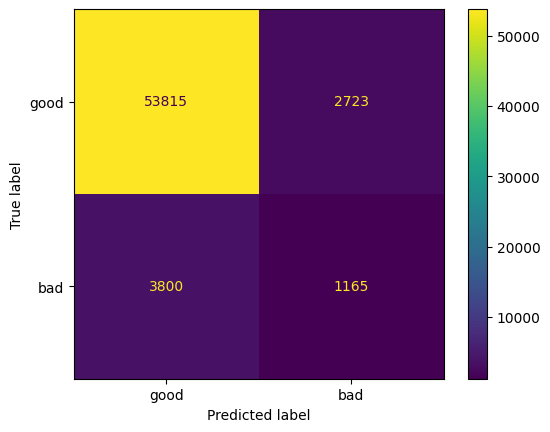 good
53815
2723
bad
3800
1165
good
bad
Predicted label
True label
50000
40000
30000
20000
10000